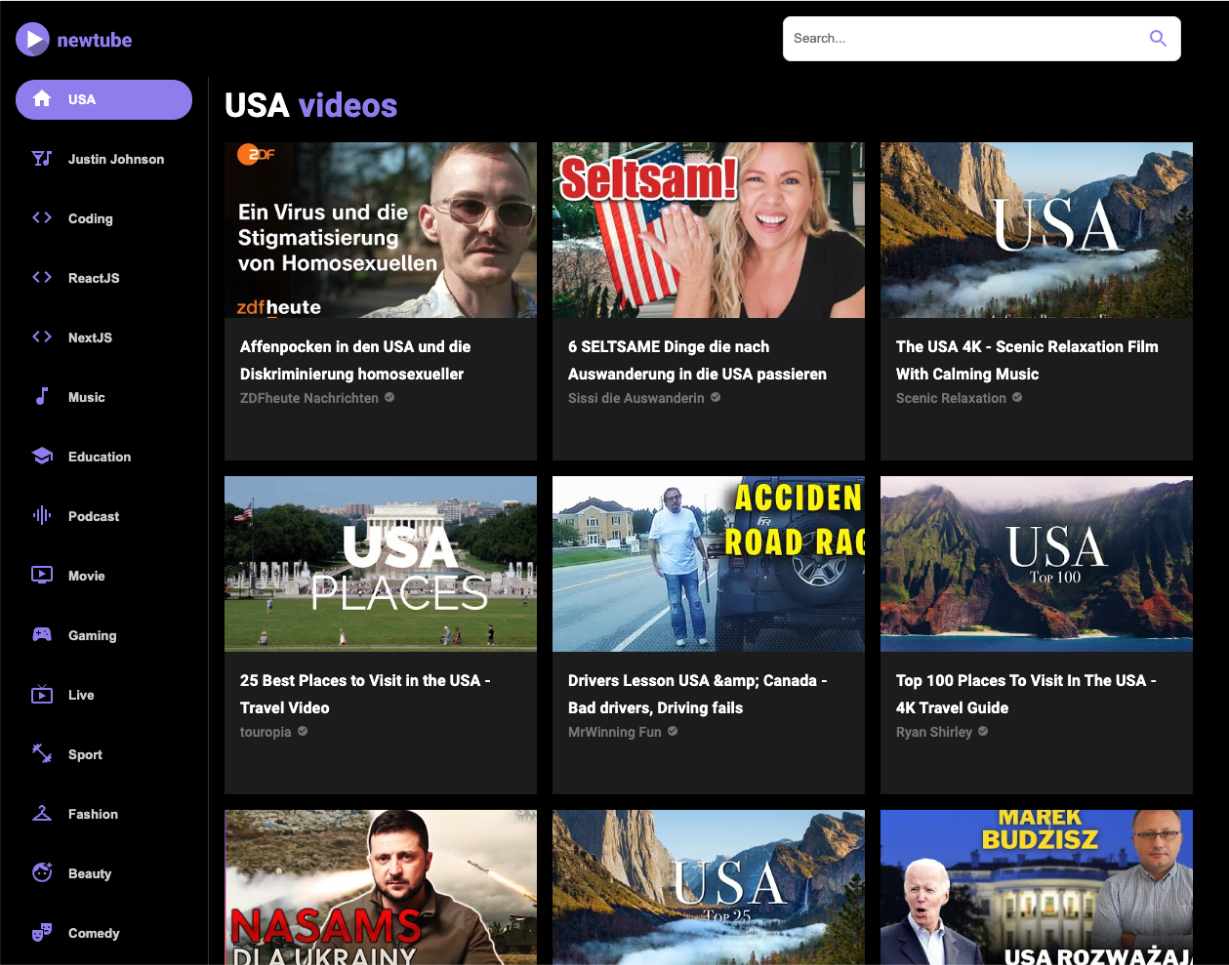 newtube
Search...
USA
Justin Johnson
Coding
ReactJS
NextJS
Music
Education
Podcast
Movie
Gaming
Live
Sport
Fashion
Beauty
Comedy
USA videos
ZDF
Ein Virus und die
Stigmatisierung
von Homosexuellen
zdfheute
Affenpocken in den USA und die
Diskriminierung homosexueller
ZDFheute Nachrichten
Seltsam!
6 SELTSAME Dinge die nach
Auswanderung in die USA passieren
Sissi die Auswanderin
USA
The USA 4K - Scenic Relaxation Film
With Calming Music
Scenic Relaxation
USA
PLACES
25 Best Places to Visit in the USA -
Travel Video
touropia
ACCIDEN
ROAD RAG
Drivers Lesson USA &amp; Canada -
Bad drivers, Driving fails
MrWinning Fun
USA
TOP 100
Top 100 Places To Visit In The USA -
4K Travel Guide
Ryan Shirley
NASAMS
DLA UKRAINY
USA
TOP 25
MAREK
BUDZISZ
USA ROZWAŻAJĄ